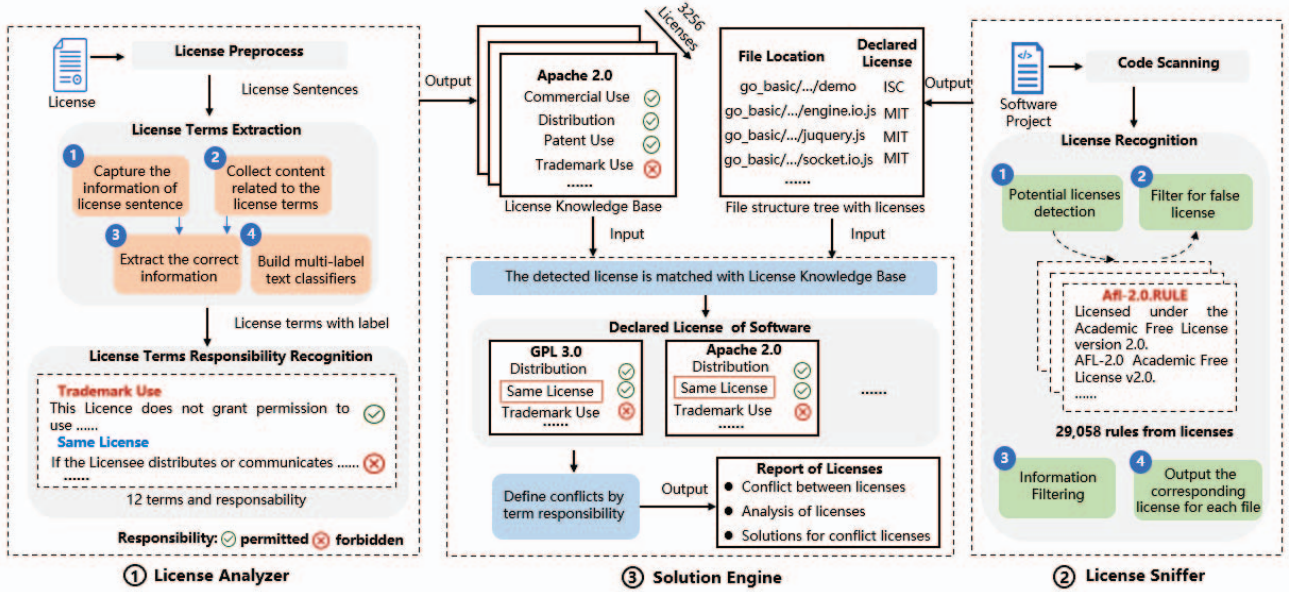 License
License Preprocess
License Sentences
License Terms Extraction
1
Capture the
information of
license sentence
2
Collect content
related to the
license terms
3
Extract the correct
information
4
Build multi-label
text classifiers
License terms with label
License Terms Responsibility Recognition
Trademark Use
This Licence does not grant permission to
use ......
Same License
If the Licensee distributes or communicates ......
......
12 terms and responsability
Responsibility: permitted forbidden
1 License Analyzer
Output
3256
Licenses
Apache 2.0
Commercial Use
Distribution
Patent Use
Trademark Use
......
License Knowledge Base
File Location Declared
License
go_basic/.../demo ISC
go_basic/.../engine.io.js MIT
go_basic/.../juquery.js MIT
go_basic/.../socket.io.js MIT
......
File structure tree with licenses
Output
Input
Input
The detected license is matched with License Knowledge Base
Declared License of Software
GPL 3.0
Distribution
Same License
Trademark Use
......
Apache 2.0
Distribution
Same License
Trademark Use
......
......
Define conflicts by
term responsibility
Output
Report of Licenses
Conflict between licenses
Analysis of licenses
Solutions for conflict licenses
3 Solution Engine
</>
Software
Project
Code Scanning
License Recognition
1
Potential licenses
detection
2
Filter for false
license
Afl-2.0.RULE
Licensed under the
Academic Free License
version 2.0.
AFL-2.0 Academic Free
License v2.0.
......
29,058 rules from licenses
3
Information
Filtering
4
Output the
corresponding
license for each file
2 License Sniffer